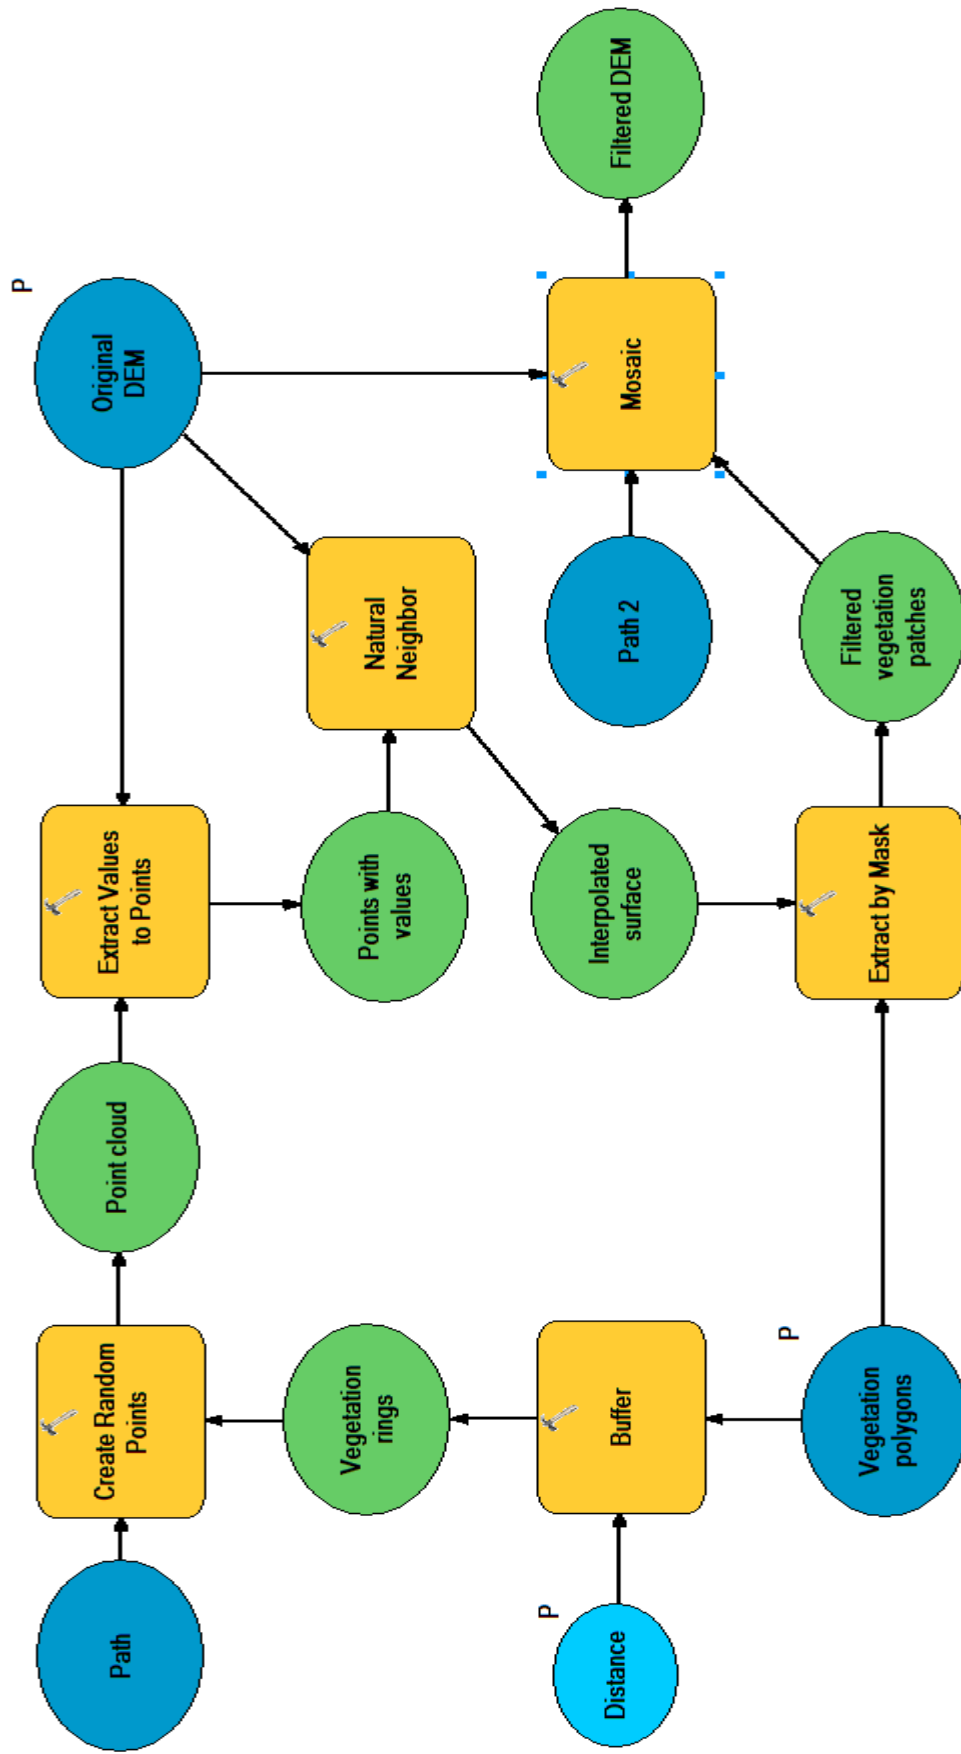 Path
Create Random
Points
Point cloud
Extract Values
to Points
Original
DEM
P
Vegetation
rings
Points with
values
Natural
Neighbor
Distance
P
Buffer
Interpolated
surface
Path 2
Mosaic
Filtered DEM
Vegetation
polygons
P
Extract by Mask
Filtered
vegetation
patches